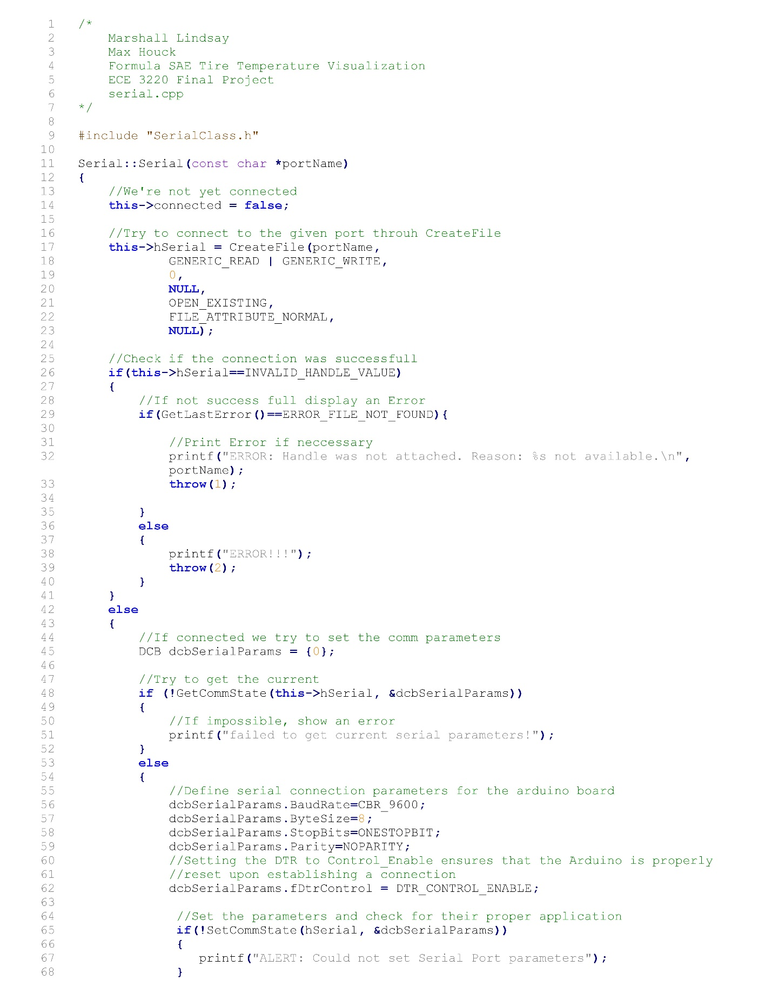 1 /*
2 Marshall Lindsay
3 Max Houck
4 Formula SAE Tire Temperature Visualization
5 ECE 3220 Final Project
6 serial.cpp
7 */
8
9 #include "SerialClass.h"
10
11 Serial::Serial(const char *portName)
12 {
13 //We're not yet connected
14 this->connected = false;
15
16 //Try to connect to the given port throuh CreateFile
17 this->hSerial = CreateFile(portName,
18 GENERIC_READ | GENERIC_WRITE,
19 0,
20 NULL,
21 OPEN_EXISTING,
22 FILE_ATTRIBUTE_NORMAL,
23 NULL);
24
25 //Check if the connection was successfull
26 if(this->hSerial==INVALID_HANDLE_VALUE)
27 {
28 //If not success full display an Error
29 if(GetLastError()==ERROR_FILE_NOT_FOUND){
30
31 //Print Error if neccessary
32 printf("ERROR: Handle was not attached. Reason: %s not available.\n",
portName);
33 throw(1);
34
35 }
36 else
37 {
38 printf("ERROR!!!");
39 throw(2);
40 }
41 }
42 else
43 {
44 //If connected we try to set the comm parameters
45 DCB dcbSerialParams = {0};
46
47 //Try to get the current
48 if (!GetCommState(this->hSerial, &dcbSerialParams))
49 {
50 //If impossible, show an error
51 printf("failed to get current serial parameters!");
52 }
53 else
54 {
55 //Define serial connection parameters for the arduino board
56 dcbSerialParams.BaudRate=CBR_9600;
57 dcbSerialParams.ByteSize=8;
58 dcbSerialParams.StopBits=ONESTOPBIT;
59 dcbSerialParams.Parity=NOPARITY;
60 //Setting the DTR to Control_Enable ensures that the Arduino is properly
61 //reset upon establishing a connection
62 dcbSerialParams.fDtrControl = DTR_CONTROL_ENABLE;
63
64 //Set the parameters and check for their proper application
65 if(!SetCommState(hSerial, &dcbSerialParams))
66 {
67 printf("ALERT: Could not set Serial Port parameters");
68 }